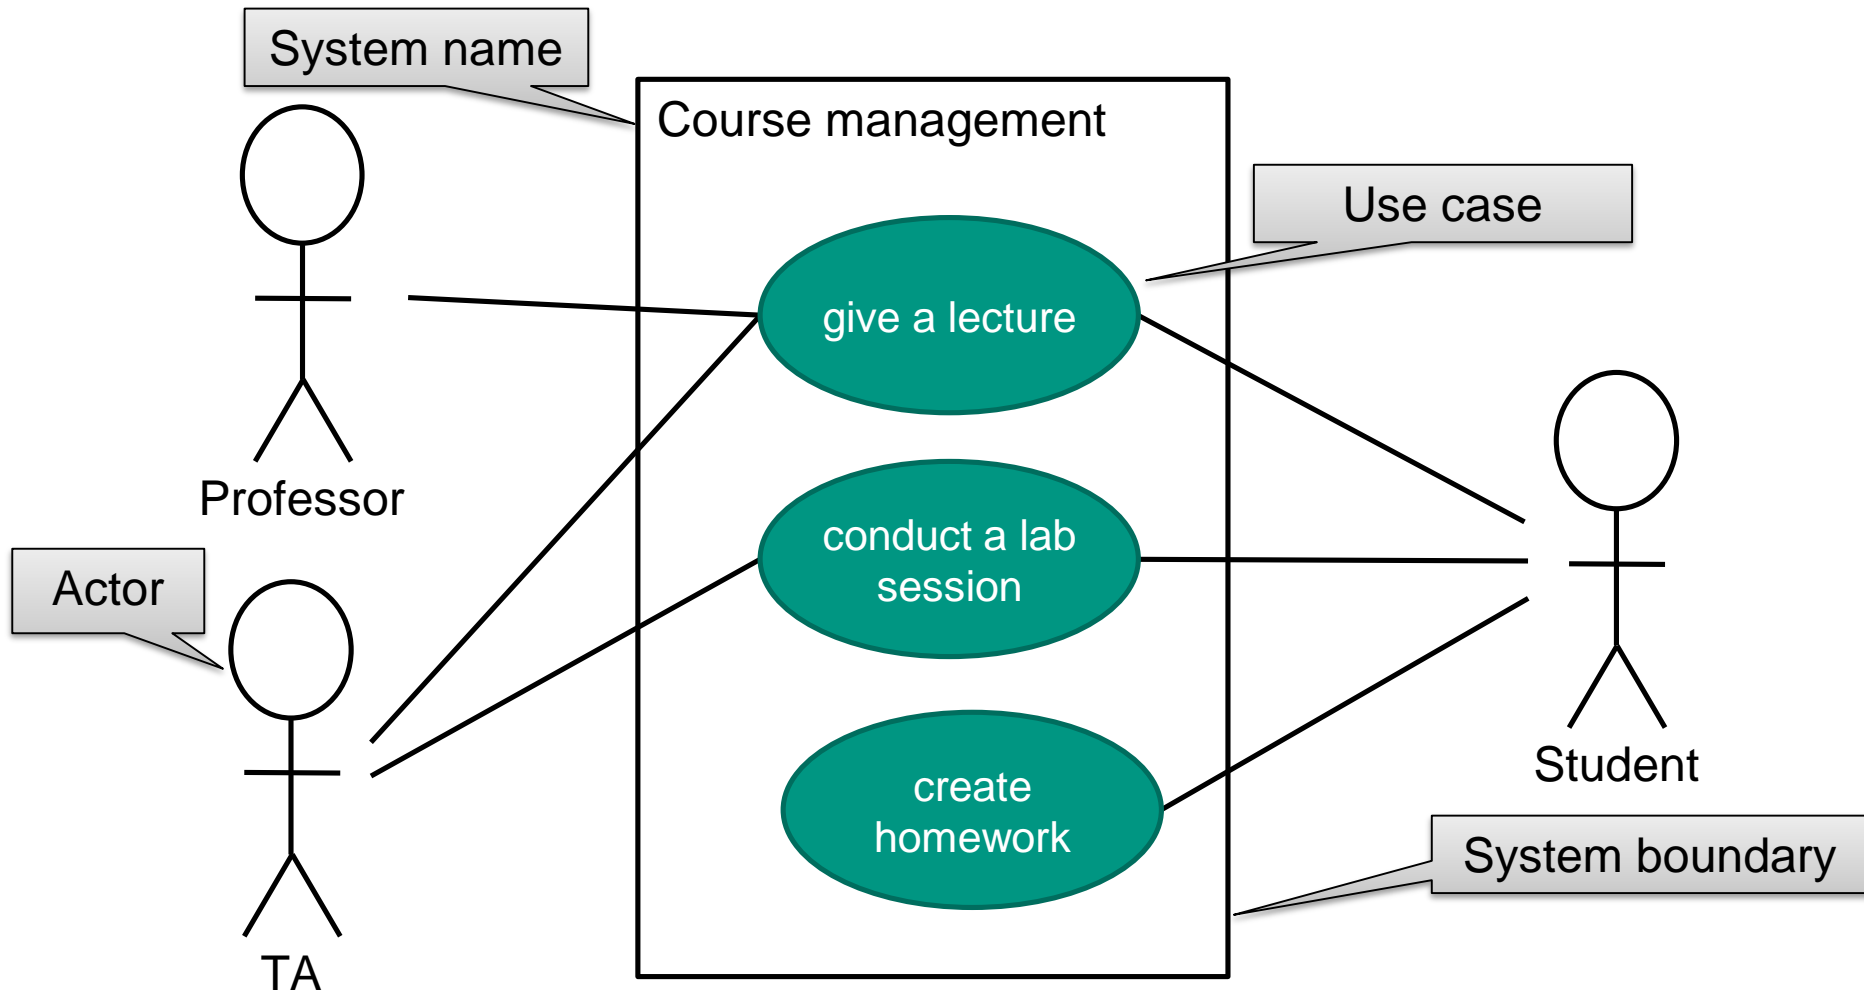 System name
Course management
Use case
give a lecture
Professor
conduct a lab
session
Actor
Student
create
homework
System boundary
TA